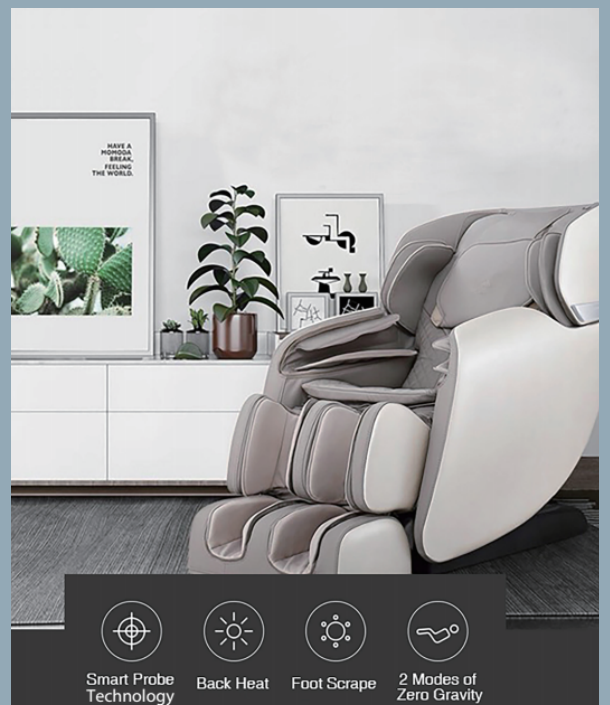 HAVE A
MOMODA
BREAK,
FEELING
THE WORLD.
Smart Probe
Technology
Back Heat
Foot Scrape
2 Modes of
Zero Gravity